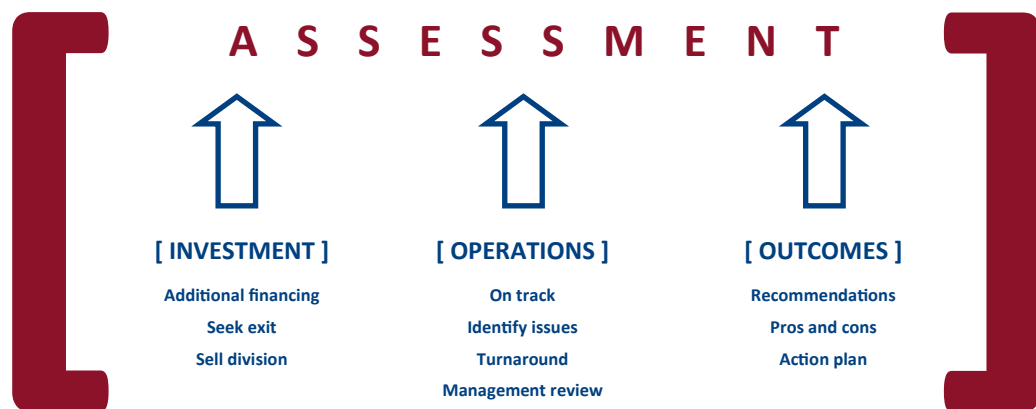 A S S E S S M E N T
[ INVESTMENT ]
Additional financing
Seek exit
Sell division
[ OPERATIONS ]
On track
Identify issues
Turnaround
Management review
[ OUTCOMES ]
Recommendations
Pros and cons
Action plan